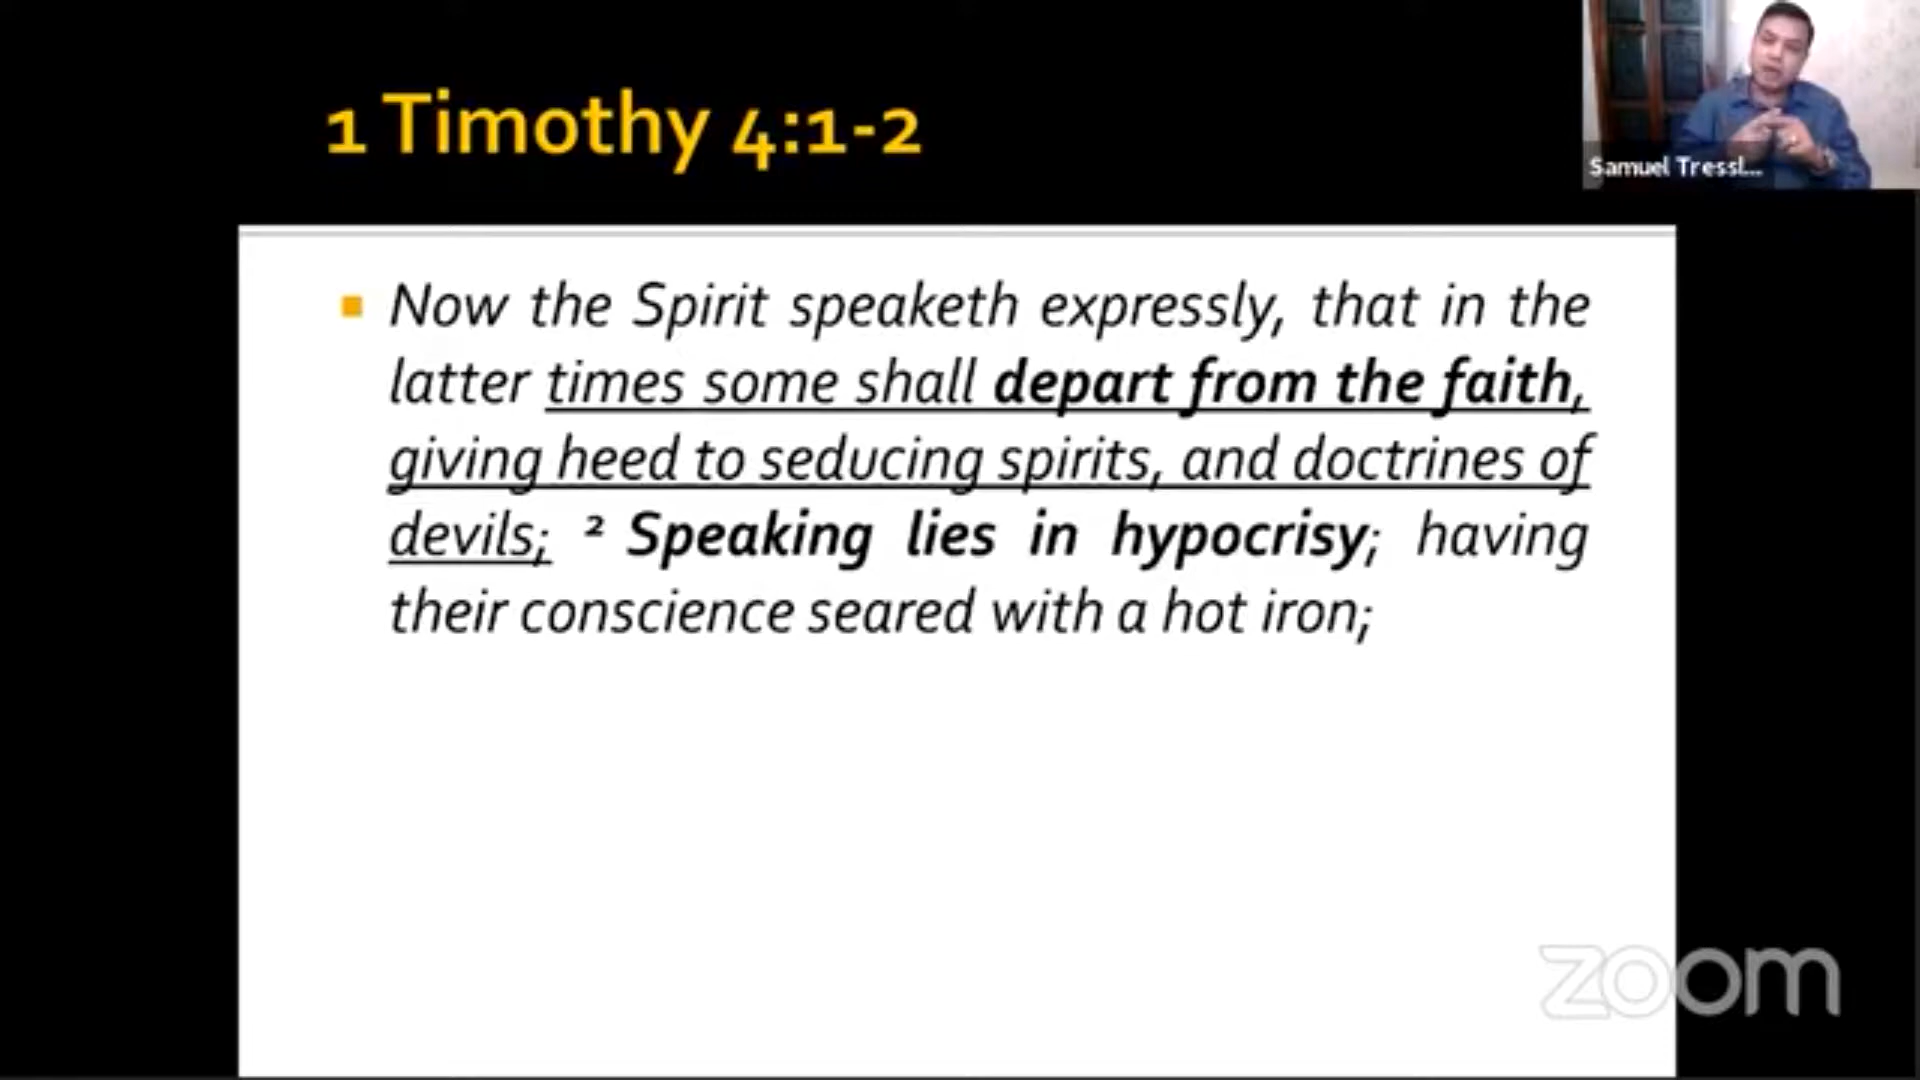 1 Timothy 4:1-2
Samuel Tressl...
Now the Spirit speaketh expressly, that in the
latter times some shall depart from the faith,
giving heed to seducing spirits, and doctrines of
devils; ² Speaking lies in hypocrisy; having
their conscience seared with a hot iron;
zoom